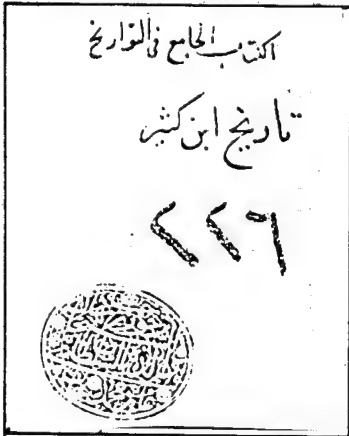 الكتاب الجامع في التواريخ
تاريخ ابن كثير
٢٢٦